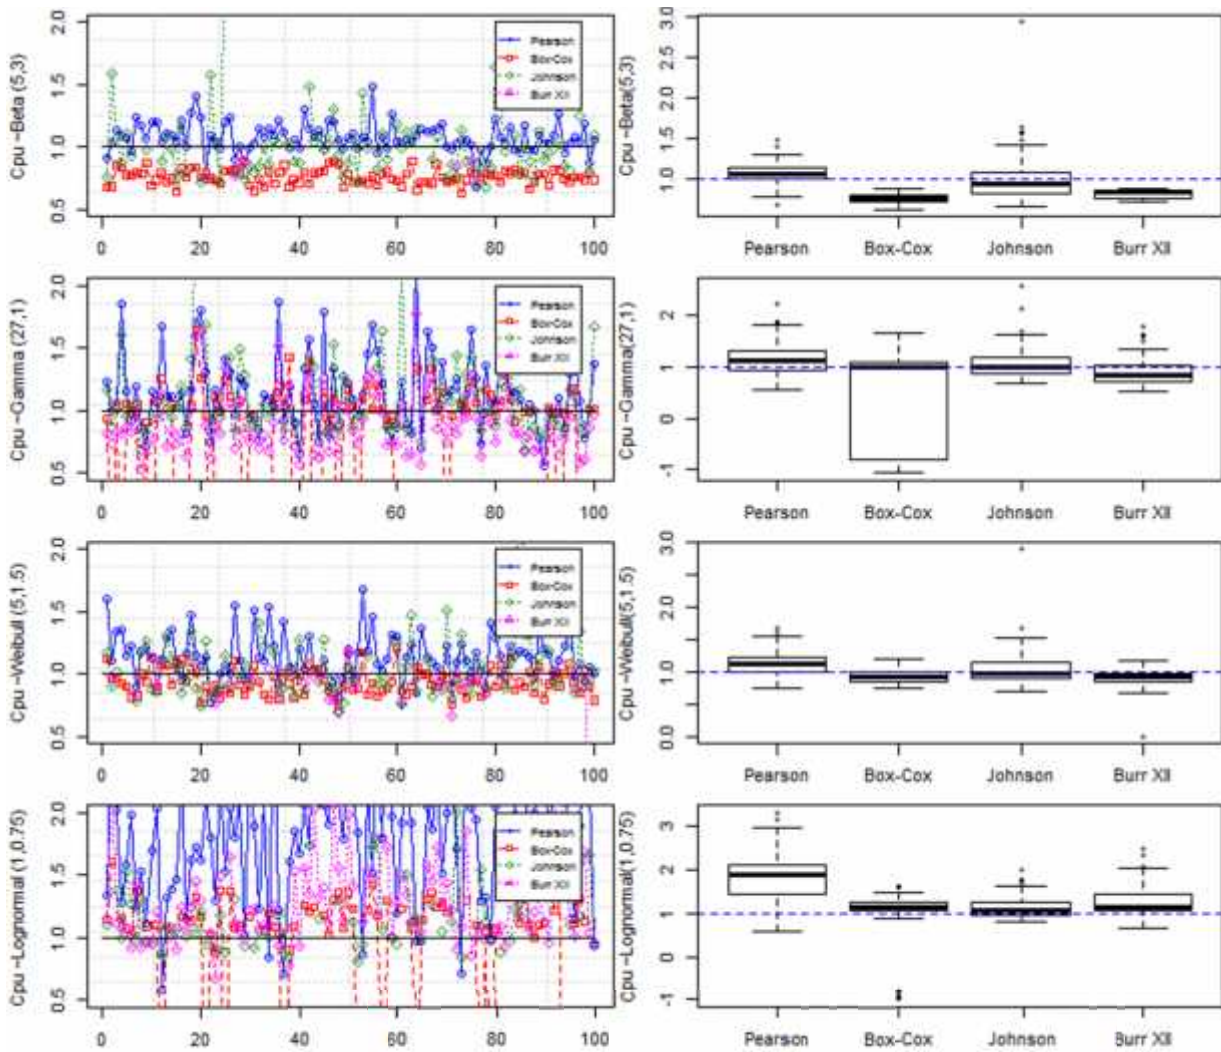 Cpu ~Beta (5,3)
0.5 1.0 1.5 2.0
Pearson
Box-Cox
Johnson
Burr XII
0 20 40 60 80 100
Cpu ~Beta(5,3)
1.0 1.5 2.0 2.5 3.0
Pearson Box-Cox Johnson Burr XII
Cpu ~Gamma (27,1)
0.5 1.0 1.5 2.0
Pearson
Box-Cox
Johnson
Burr XII
0 20 40 60 80 100
Cpu ~Gamma(27,1)
-1 0 1 2
Pearson Box-Cox Johnson Burr XII
Cpu ~Weibull (5,1.5)
0.5 1.0 1.5 2.0
Pearson
Box-Cox
Johnson
Burr XII
0 20 40 60 80 100
Cpu ~Weibull(5,1.5)
0.0 1.0 2.0 3.0
Pearson Box-Cox Johnson Burr XII
Cpu ~Lognormal (1,0.75)
0.5 1.0 1.5 2.0
Pearson
Box-Cox
Johnson
Burr XII
0 20 40 60 80 100
Cpu ~Lognormal(1,0.75)
-1 0 1 2 3
Pearson Box-Cox Johnson Burr XII